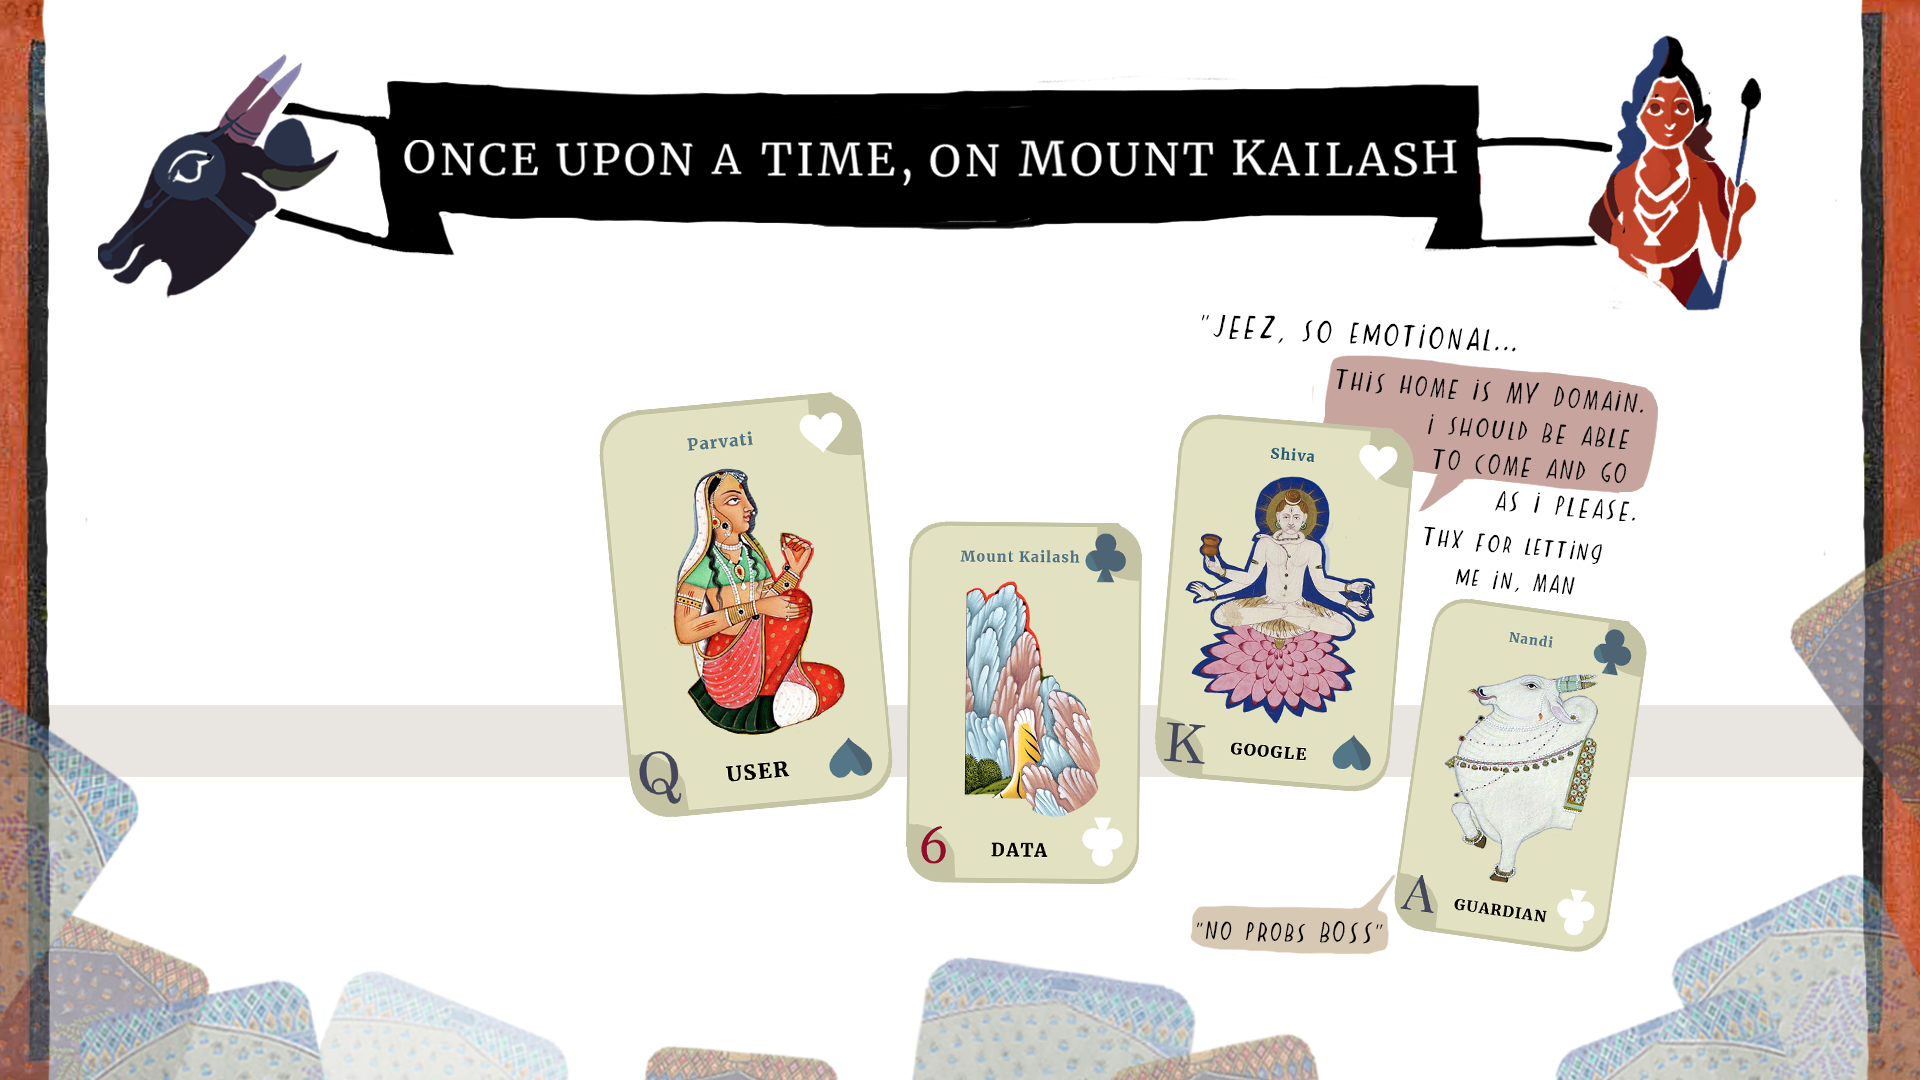 Once upon a time, on Mount Kailash
"JEEZ, SO EMOTIONAL...
THIS HOME IS MY DOMAIN.
I SHOULD BE ABLE
TO COME AND GO
AS I PLEASE.
THX FOR LETTING
ME IN, MAN
Parvati
Q
USER
Mount Kailash
6
DATA
Shiva
K
GOOGLE
Nandi
A
GUARDIAN
"NO PROBS BOSS"